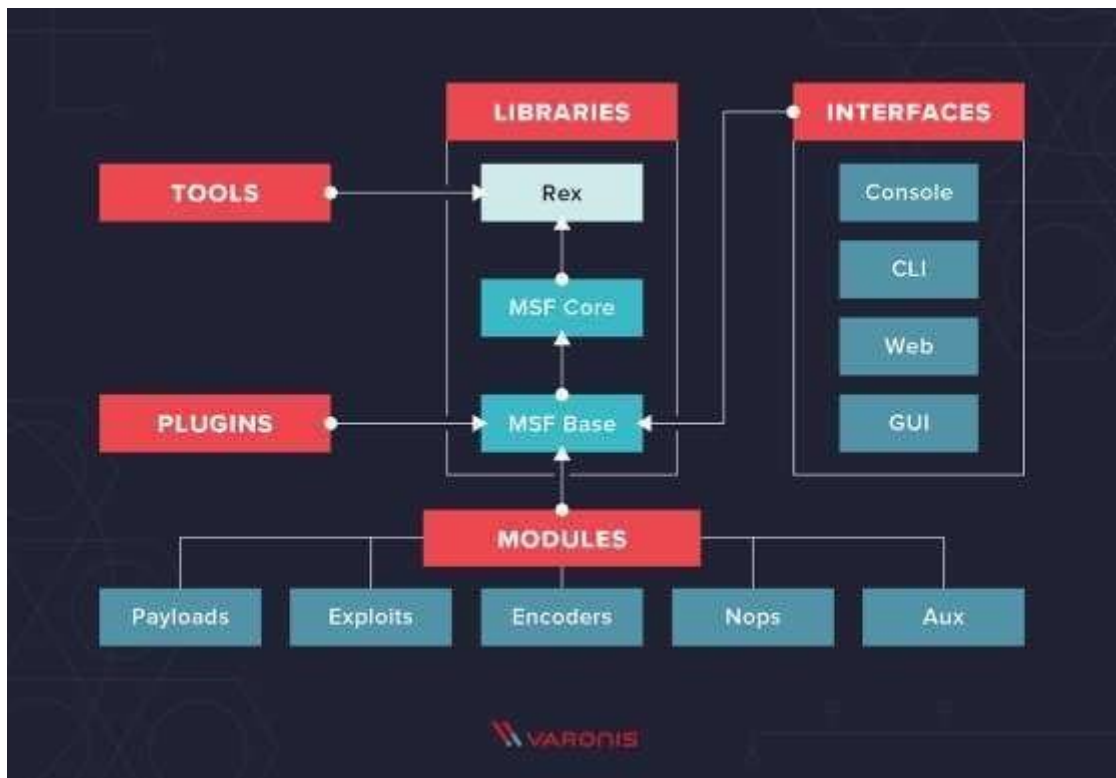 LIBRARIES
INTERFACES
TOOLS
Rex
Console
MSF Core
CLI
Web
PLUGINS
MSF Base
GUI
MODULES
Payloads
Exploits
Encoders
Nops
Aux
VARONIS